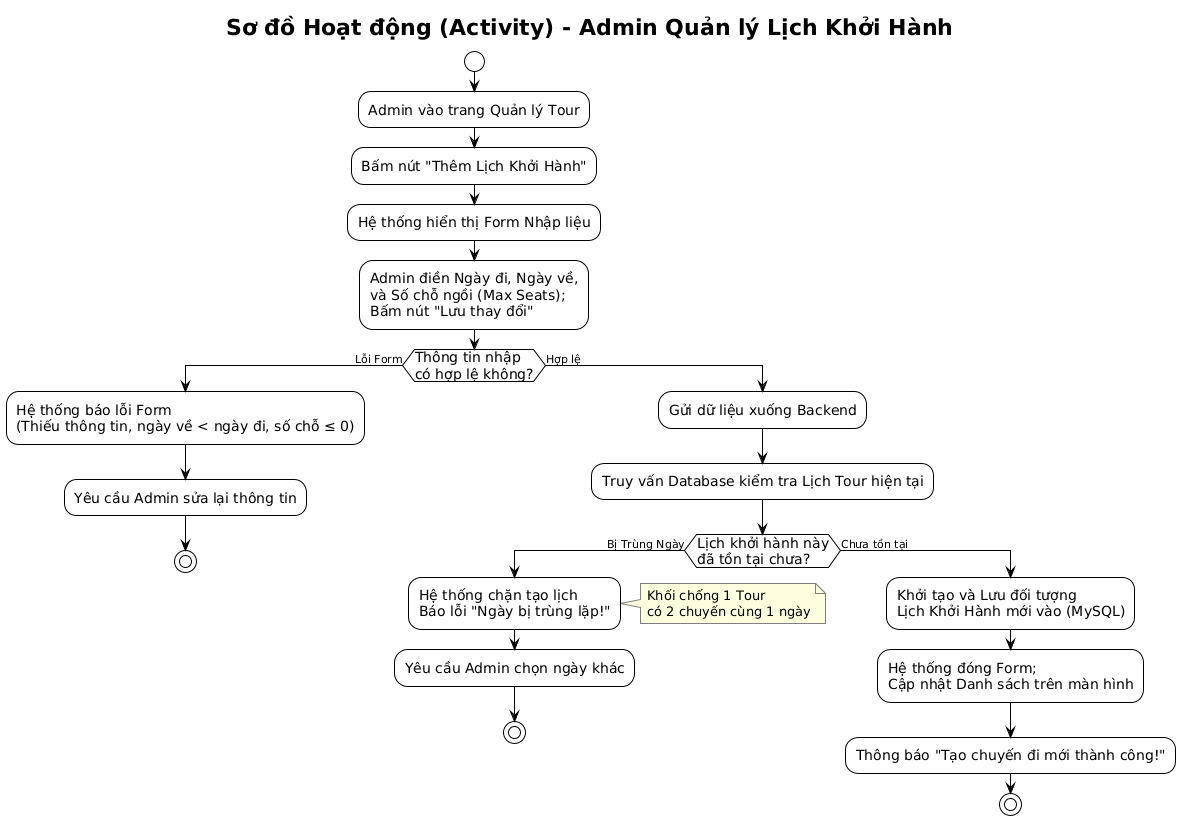 Sơ đồ Hoạt động (Activity) - Admin Quản lý Lịch Khởi Hành
Admin vào trang Quản lý Tour
Bấm nút "Thêm Lịch Khởi Hành"
Hệ thống hiển thị Form Nhập liệu
Admin điền Ngày đi, Ngày về,
và Số chỗ ngồi (Max Seats);
Bấm nút "Lưu thay đổi"
Lỗi Form
Thông tin nhập
có hợp lệ không?
Hợp lệ
Hệ thống báo lỗi Form
(Thiếu thông tin, ngày về < ngày đi, số chỗ ≤ 0)
Yêu cầu Admin sửa lại thông tin
Gửi dữ liệu xuống Backend
Truy vấn Database kiểm tra Lịch Tour hiện tại
Bị Trùng Ngày
Lịch khởi hành này
đã tồn tại chưa?
Chưa tồn tại
Hệ thống chặn tạo lịch
Báo lỗi "Ngày bị trùng lặp!"
Khối chống 1 Tour
có 2 chuyến cùng 1 ngày
Yêu cầu Admin chọn ngày khác
Khởi tạo và Lưu đối tượng
Lịch Khởi Hành mới vào (MySQL)
Hệ thống đóng Form;
Cập nhật Danh sách trên màn hình
Thông báo "Tạo chuyến đi mới thành công!"